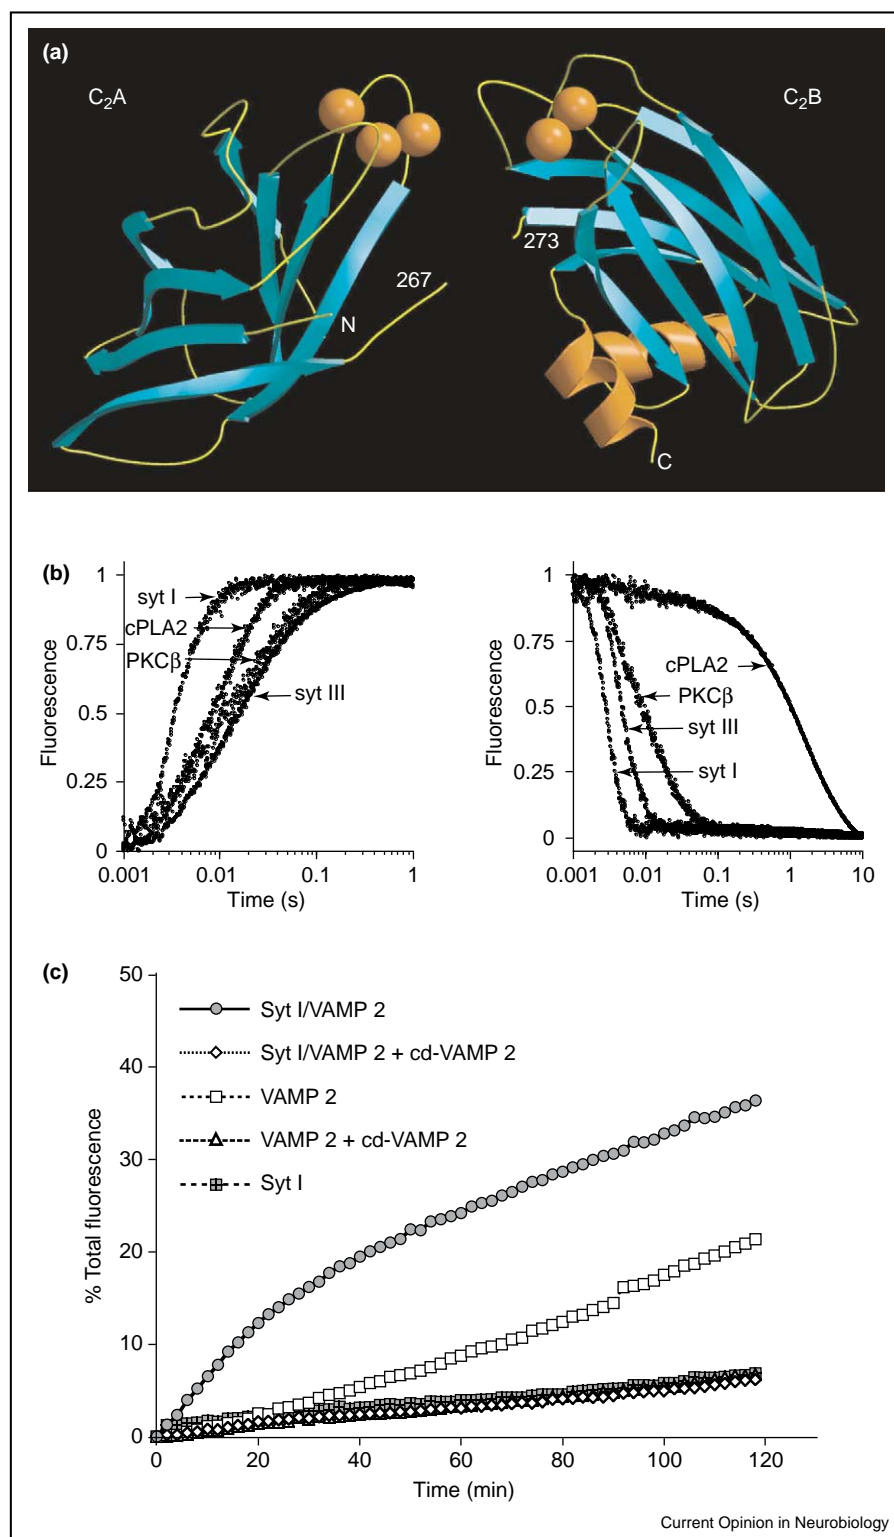 (a)
C₂A
C₂B
267
N
273
C
(b)
1
0.75
0.5
0.25
0
Fluorescence
syt I
cPLA2
PKCβ
syt III
0.001 0.01 0.1 1
Time (s)
1
0.75
0.5
0.25
0
Fluorescence
cPLA2
PKCβ
syt III
syt I
0.001 0.01 0.1 1 10
Time (s)
(c)
50
40
30
20
10
0
% Total fluorescence
Syt I/VAMP 2
Syt I/VAMP 2 + cd-VAMP 2
VAMP 2
VAMP 2 + cd-VAMP 2
Syt I
0 20 40 60 80 100 120
Time (min)
Current Opinion in Neurobiology